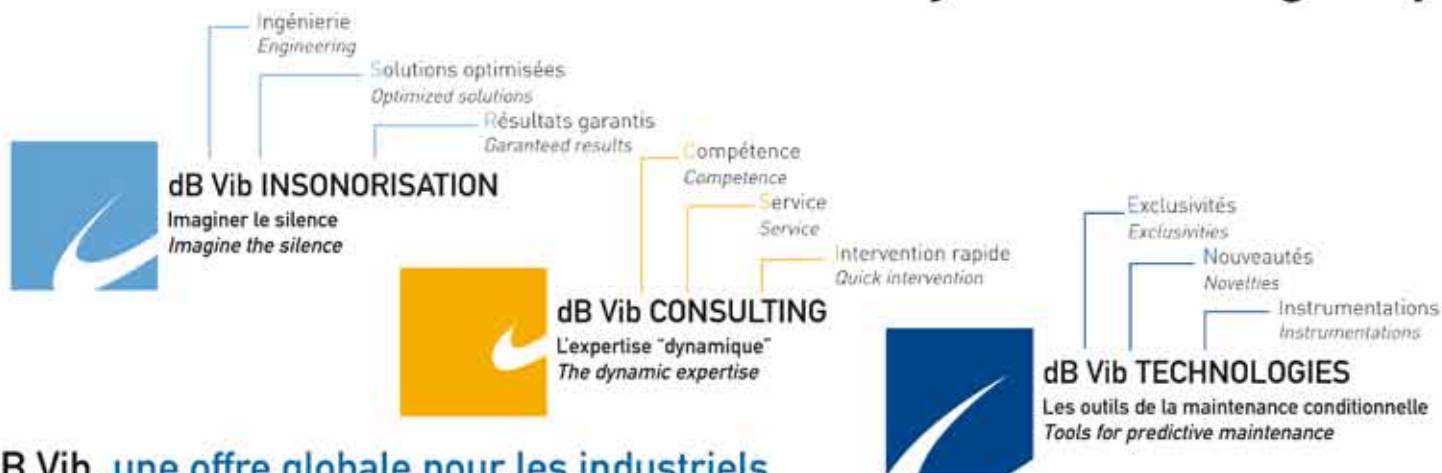 Ingénierie
Engineering
Solutions optimisées
Optimized solutions
Résultats garantis
Garanteed results
dB Vib INSONORISATION
Imaginer le silence
Imagine the silence
Compétence
Competence
Service
Service
Intervention rapide
Quick intervention
dB Vib CONSULTING
L'expertise "dynamique"
The dynamic expertise
Exclusivités
Exclusivities
Nouveautés
Novelties
Instrumentations
Instrumentations
dB Vib TECHNOLOGIES
Les outils de la maintenance conditionnelle
Tools for predictive maintenance
B Vib une offre globale pour les industriels